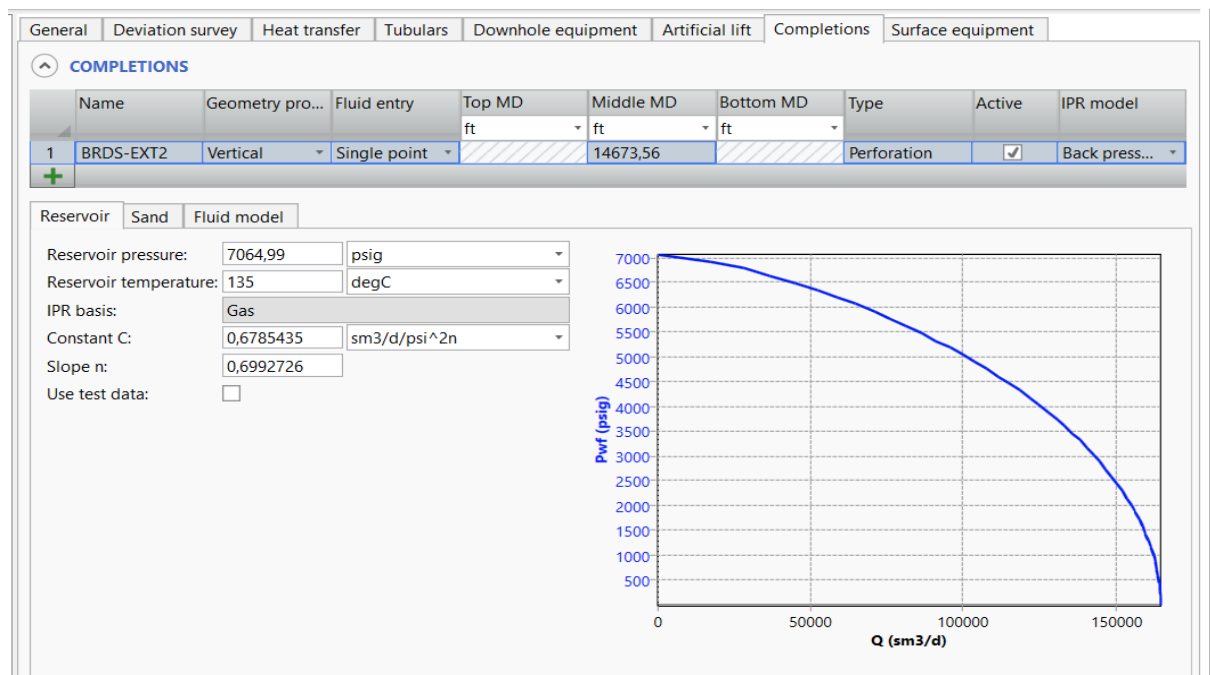 General Deviation survey Heat transfer Tubulars Downhole equipment Artificial lift Completions Surface equipment
COMPLETIONS
Name Geometry pro... Fluid entry Top MD Middle MD Bottom MD Type Active IPR model
ft ft ft
1 BRDS-EXT2 Vertical Single point 14673,56 Perforation Back press...
Reservoir Sand Fluid model
Reservoir pressure: 7064,99 psig
Reservoir temperature: 135 degC
IPR basis: Gas
Constant C: 0,6785435 sm3/d/psi^2n
Slope n: 0,6992726
Use test data:
Pwf (psig)
7000
6500
6000
5500
5000
4500
4000
3500
3000
2500
2000
1500
1000
500
0 50000 100000 150000
Q (sm3/d)